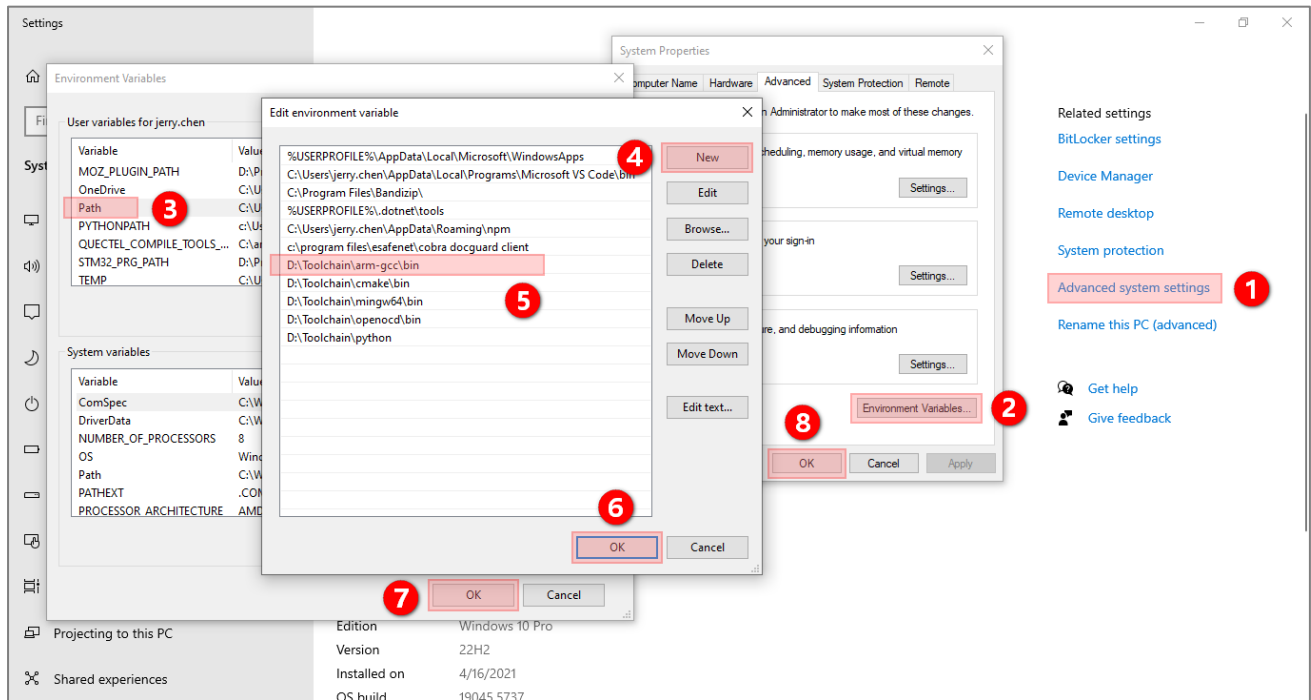 Settings
System Properties
Computer Name Hardware Advanced System Protection Remote
n Administrator to make most of these changes.
cheduling, memory usage, and virtual memory
Settings...
your sign-in
Settings...
ure, and debugging information
Settings...
Environment Variables...
2
8
OK Cancel Apply
Environment Variables
Fi
Syst
User variables for jerry.chen
Variable Value
MOZ_PLUGIN_PATH D:\P
OneDrive C:\U
Path C:\U
3
PYTHONPATH c:\Us
QUECTEL_COMPILE_TOOLS_... C:\a
STM32_PRG_PATH D:\P
TEMP C:\U
System variables
Variable Value
ComSpec C:\W
DriverData C:\W
NUMBER_OF_PROCESSORS 8
OS Wind
Path C:\W
PATHEXT .COM
PROCESSOR_ARCHITECTURE AMD
7
OK Cancel
Edit environment variable
%USERPROFILE%\AppData\Local\Microsoft\WindowsApps
C:\Users\jerry.chen\AppData\Local\Programs\Microsoft VS Code\bin
C:\Program Files\Bandizip\
%USERPROFILE%\.dotnet\tools
C:\Users\jerry.chen\AppData\Roaming\npm
c:\program files\esafenet\cobra docguard client
D:\Toolchain\arm-gcc\bin
D:\Toolchain\cmake\bin
D:\Toolchain\mingw64\bin
D:\Toolchain\openocd\bin
D:\Toolchain\python
5
4
New
Edit
Browse...
Delete
Move Up
Move Down
Edit text...
6
OK Cancel
Related settings
BitLocker settings
Device Manager
Remote desktop
System protection
Advanced system settings
1
Rename this PC (advanced)
Get help
Give feedback
Projecting to this PC
Shared experiences
Edition Windows 10 Pro
Version 22H2
Installed on 4/16/2021
OS build 19045.5737